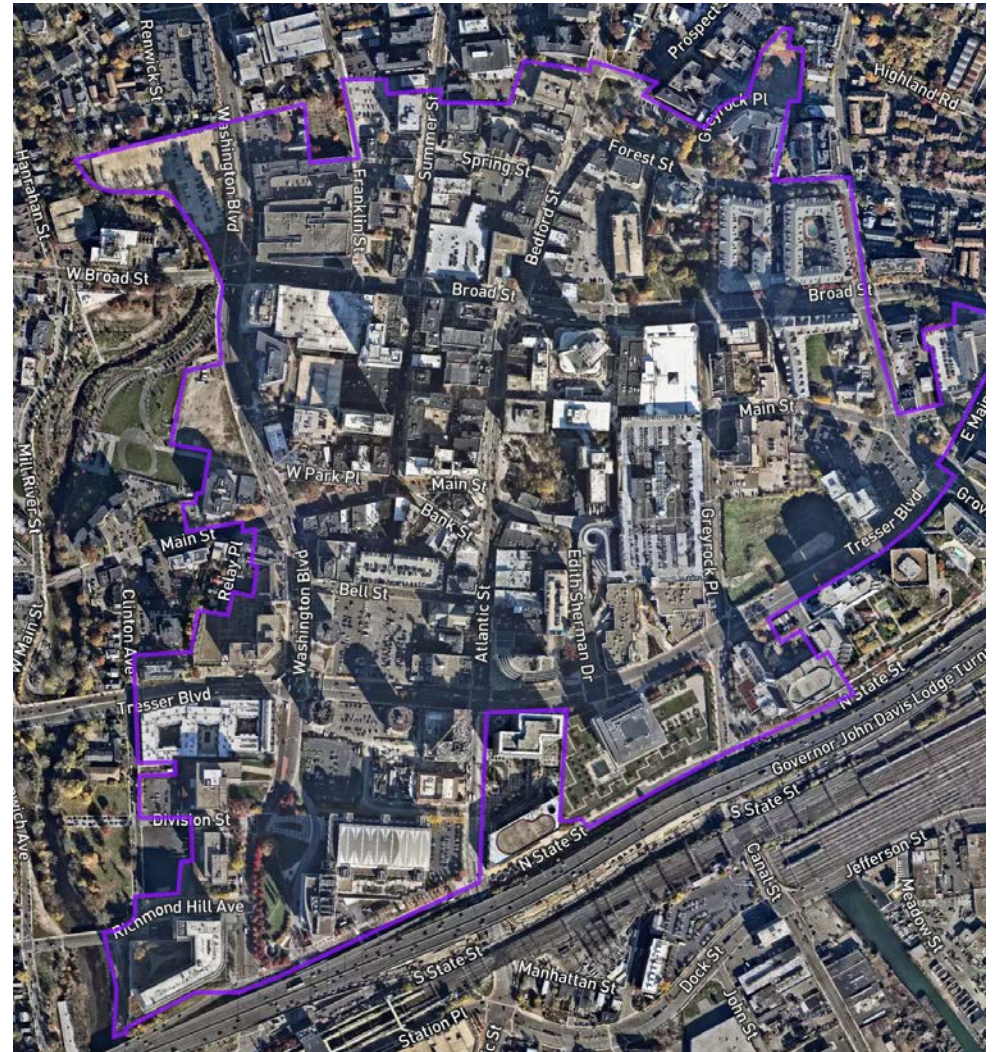 Renwick St
Prospect
Highland Rd
Washington Blvd
Summer St
Greyrock Pl
Hanrahan St
Franklin St
Spring St
Forest St
Bedford St
W Broad St
Broad St
Broad St
Main St
E Main
Mill River St
W Park Pl
Main St
Bank St
Grov
Main St
Relay Pl
Tresser Blvd
Greyrock Pl
W Main St
Clinton Ave
Washington Blvd
Bell St
Atlantic St
Edith Sherman Dr
Tresser Blvd
N State St
Governor John Davis Lodge Turn
Division St
N State St
S State St
Canal St
Jefferson St
Meadow St
Richmond Hill Ave
S State St
Manhattan St
Dock St
John St
Station Pl